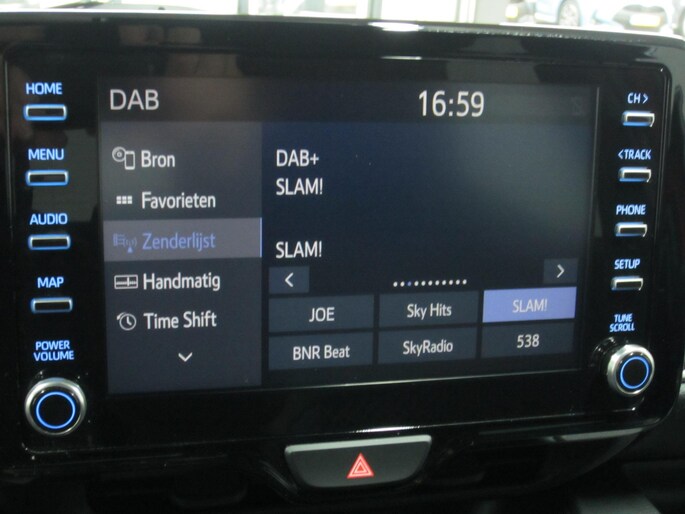 HOME
MENU
AUDIO
MAP
POWER
VOLUME
DAB
16:59
Bron
Favorieten
Zenderlijst
Handmatig
Time Shift
DAB+
SLAM!
SLAM!
JOE
Sky Hits
SLAM!
BNR Beat
SkyRadio
538
CH >
< TRACK
PHONE
SETUP
TUNE
SCROLL